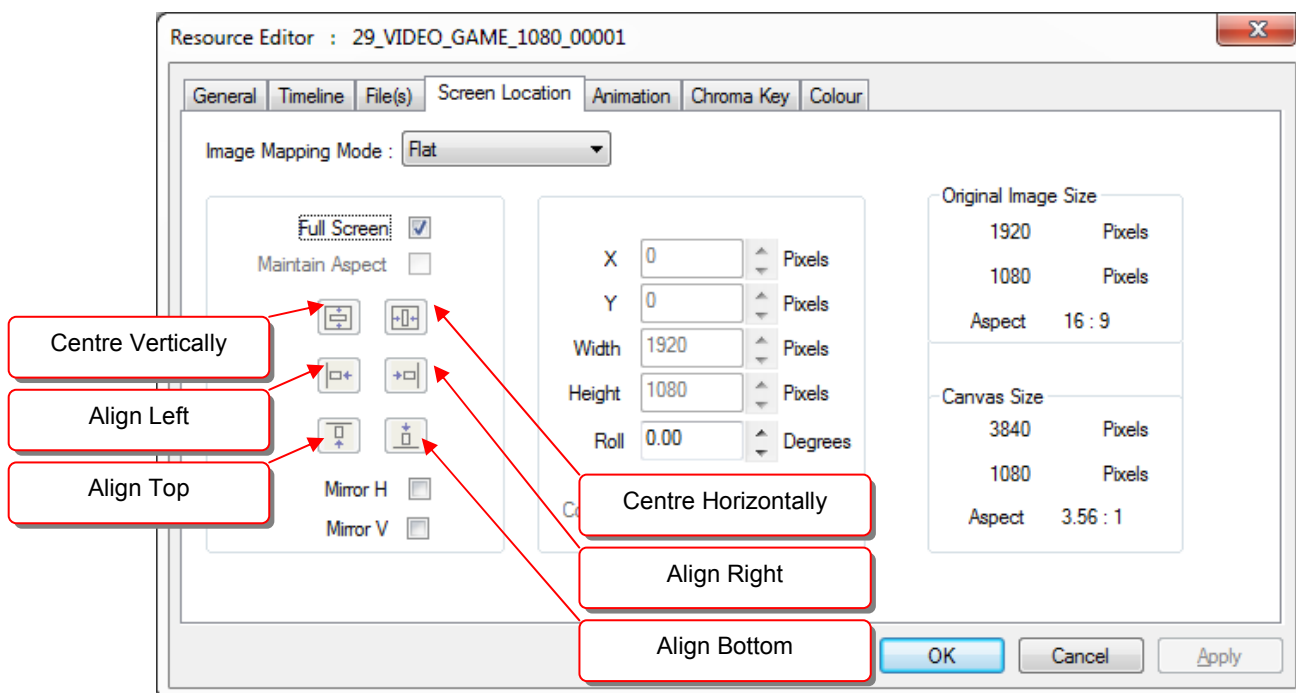 Resource Editor : 29_VIDEO_GAME_1080_00001
X
General Timeline File(s) Screen Location Animation Chroma Key Colour
Image Mapping Mode : Flat
Full Screen
Maintain Aspect
Centre Vertically
Align Left
Align Top
Mirror H
Mirror V
X 0 Pixels
Y 0 Pixels
Width 1920 Pixels
Height 1080 Pixels
Roll 0.00 Degrees
Centre Horizontally
Align Right
Align Bottom
Original Image Size
1920 Pixels
1080 Pixels
Aspect 16 : 9
Canvas Size
3840 Pixels
1080 Pixels
Aspect 3.56 : 1
OK Cancel Apply